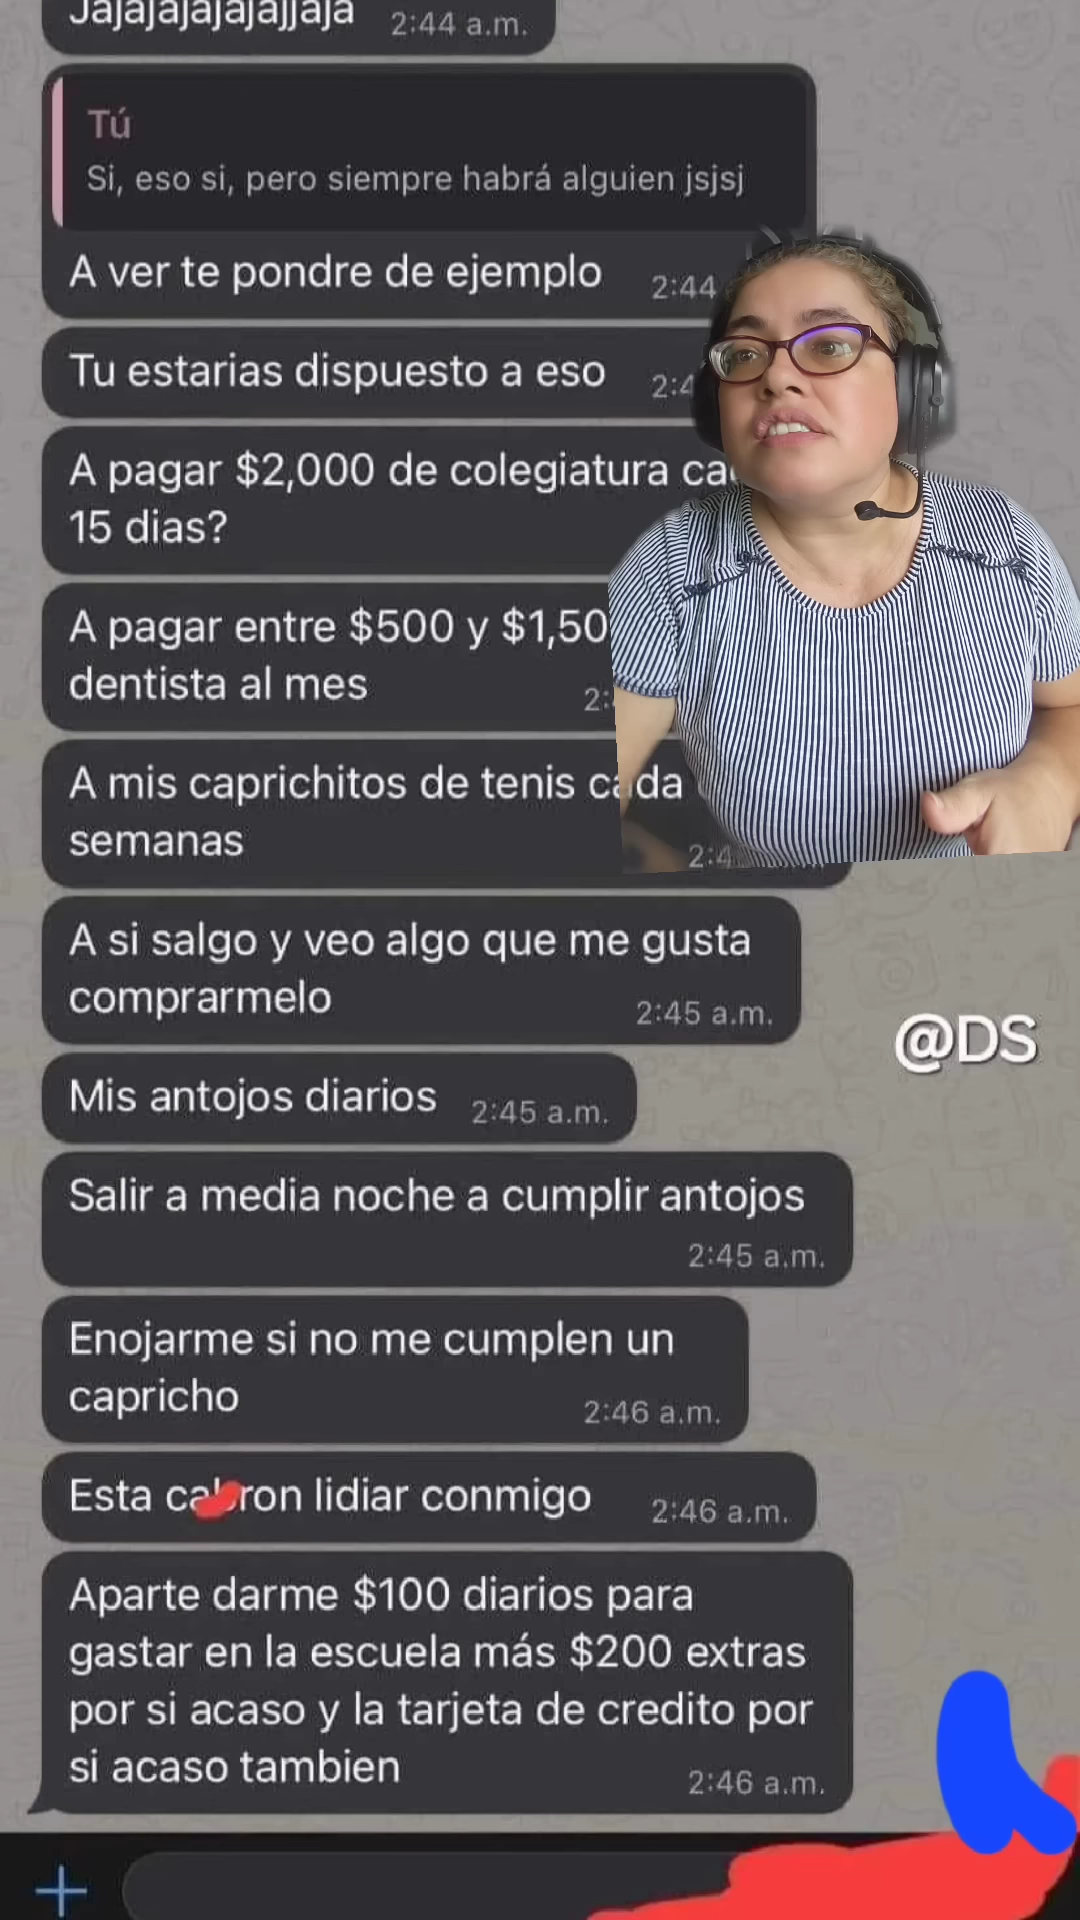 Jajajajajajajjaja 2:44 a.m.
Tú
Si, eso si, pero siempre habrá alguien jsjsj
A ver te pondre de ejemplo 2:44
Tu estarias dispuesto a eso
A pagar $2,000 de colegiatura
15 dias?
A pagar entre $500 y
dentista al mes
A mis caprichitos de tenis cada
semanas
A si salgo y veo algo que me gusta
comprarmelo 2:45 a.m.
@DS
Mis antojos diarios 2:45 a.m.
Salir a media noche a cumplir antojos
2:45 a.m.
Enojarme si no me cumplen un
capricho 2:46 a.m.
Esta lidiar conmigo 2:46 a.m.
Aparte darme $100 diarios para
gastar en la escuela más $200 extras
por si acaso y la tarjeta de credito por
si acaso tambien 2:46 a.m.